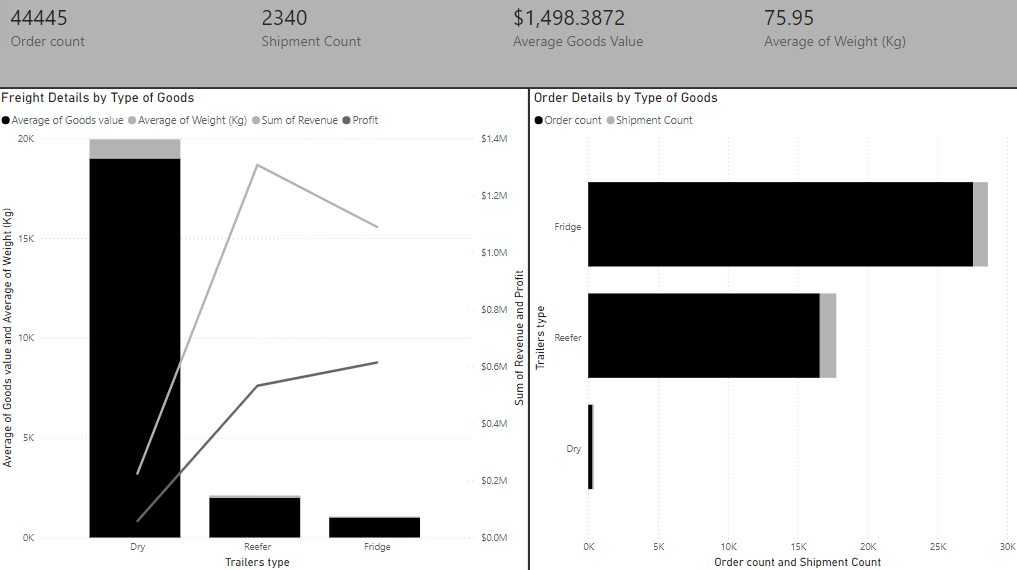 44445
Order count
2340
Shipment Count
$1,498.3872
Average Goods Value
75.95
Average of Weight (Kg)
Freight Details by Type of Goods
Average of Goods value Average of Weight (Kg) Sum of Revenue Profit
Average of Goods value and Average of Weight (Kg)
20K
15K
10K
5K
0K
$1.4M
$1.2M
$1.0M
$0.8M
$0.6M
$0.4M
$0.2M
$0.0M
Sum of Revenue and Profit
Dry Reefer Fridge
Trailers type
Order Details by Type of Goods
Order count Shipment Count
Trailers type
Fridge
Reefer
Dry
0K 5K 10K 15K 20K 25K 30K
Order count and Shipment Count